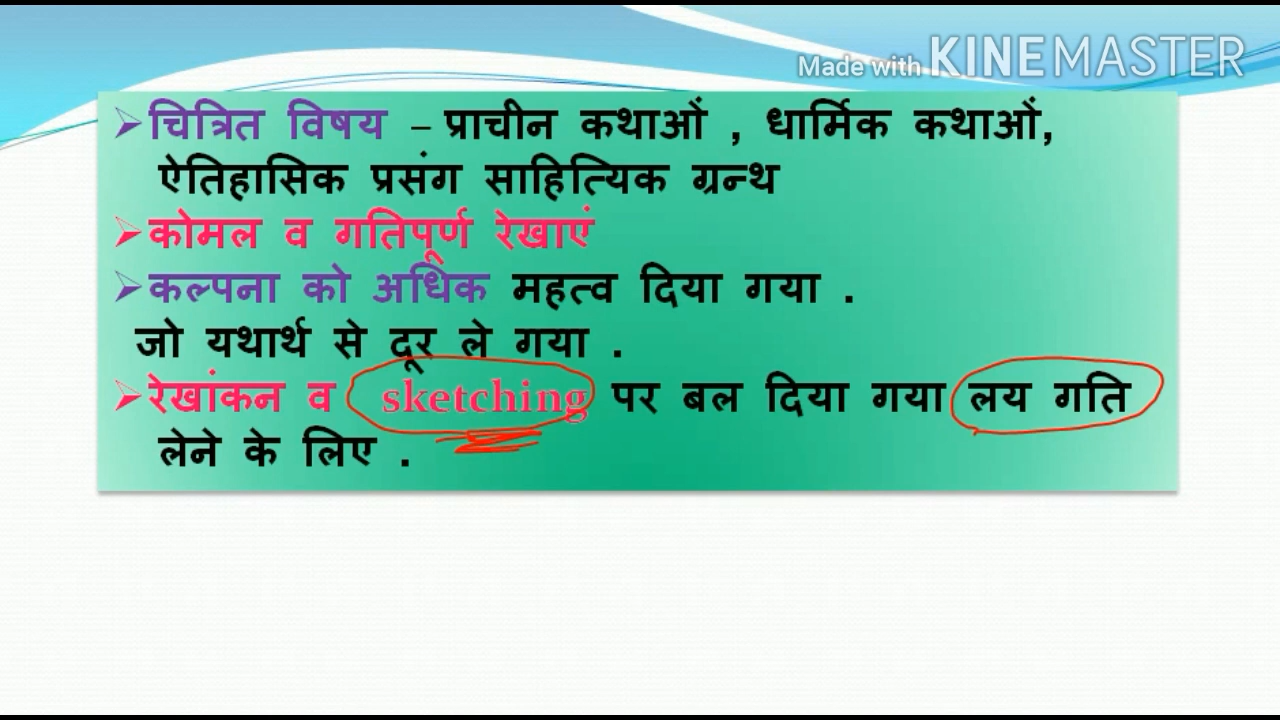 Made with KINEMASTER
➢चित्रित विषय – प्राचीन कथाओं , धार्मिक कथाओं,
ऐतिहासिक प्रसंग साहित्यिक ग्रन्थ
➢कोमल व गतिपूर्ण रेखाएं
➢कल्पना को अधिक महत्व दिया गया .
जो यथार्थ से दूर ले गया .
➢रेखांकन व sketching पर बल दिया गया लय गति
लेने के लिए .